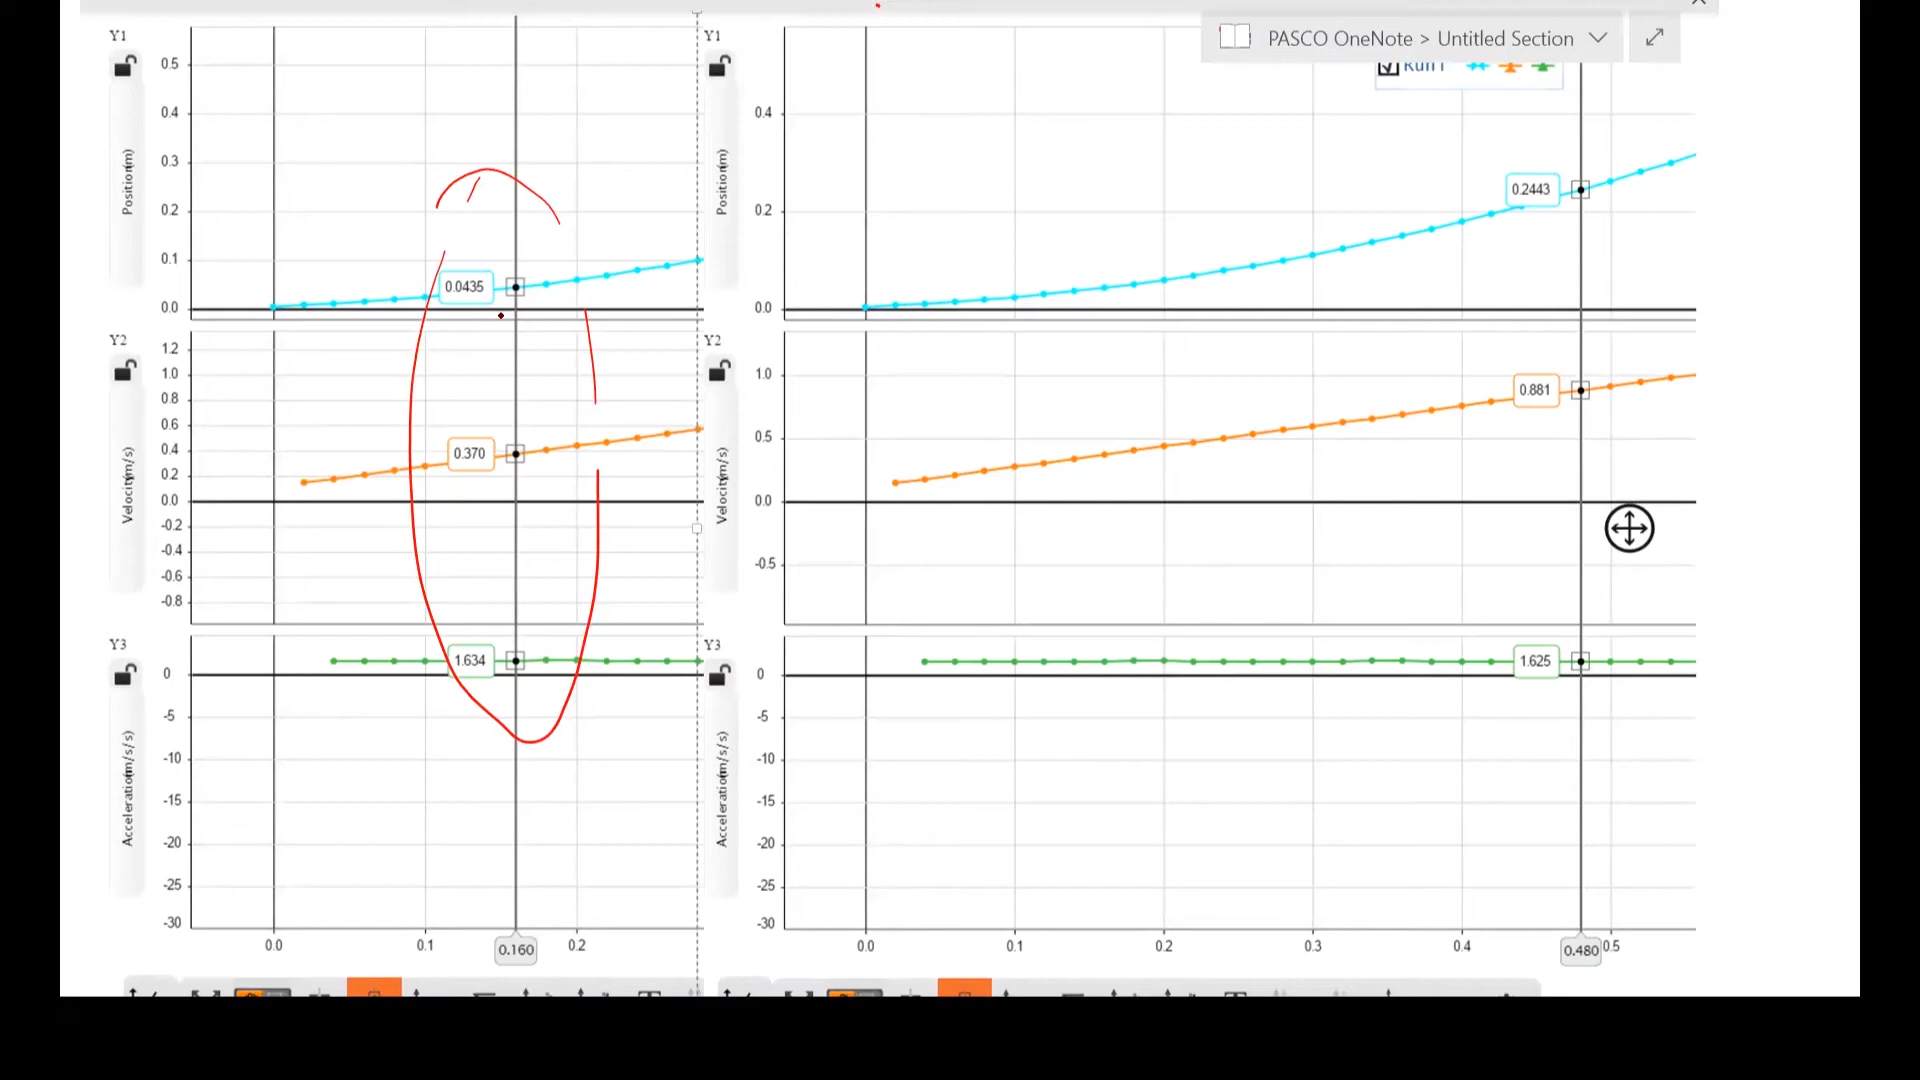 PASCO OneNote > Untitled Section
Run 1
Y1
Position(m)
0.5
0.4
0.3
0.2
0.1
0.0
0.0435
Y2
Velocity(m/s)
1.2
1.0
0.8
0.6
0.4
0.2
0.0
-0.2
-0.4
-0.6
-0.8
0.370
Y3
Acceleration(m/s/s)
0
-5
-10
-15
-20
-25
-30
1.634
0.0 0.1 0.160 0.2
Y1
Position(m)
0.4
0.2
0.0
0.2443
Y2
Velocity(m/s)
1.0
0.5
0.0
-0.5
0.881
Y3
Acceleration(m/s/s)
0
-5
-10
-15
-20
-25
-30
1.625
0.0 0.1 0.2 0.3 0.4 0.480 0.5